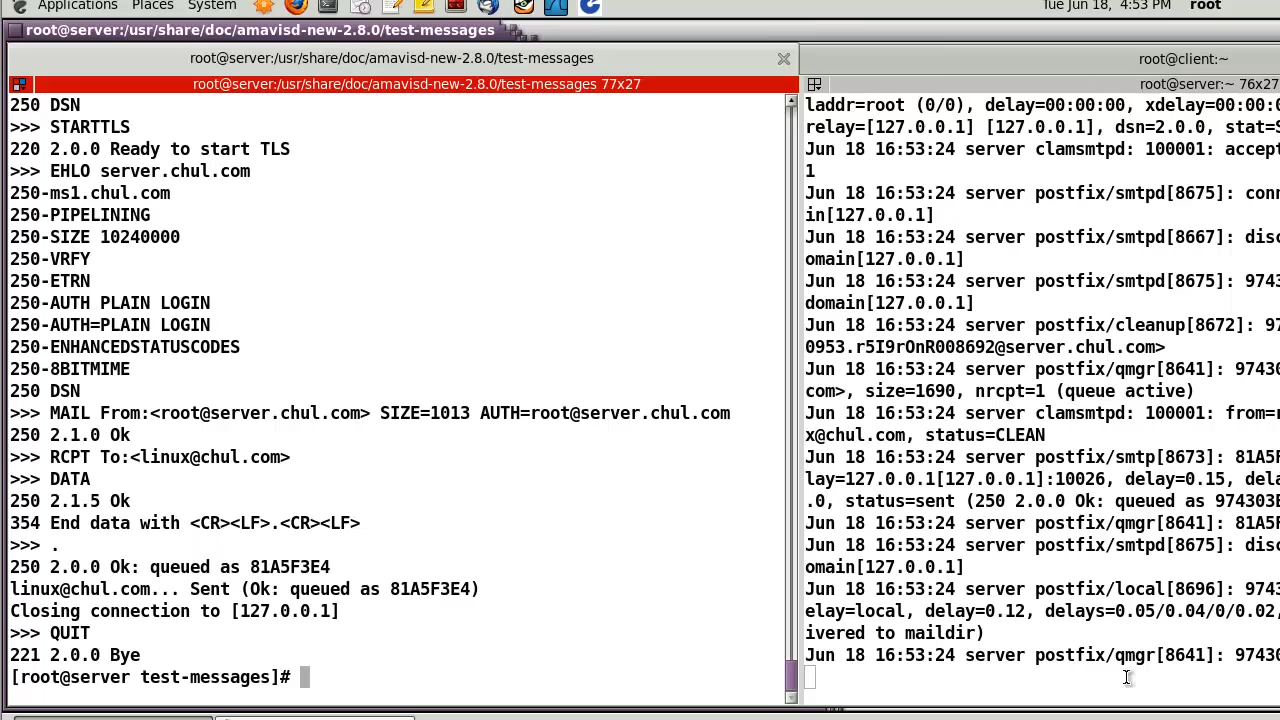 Applications Places System
Tue Jun 18, 4:53 PM root
root@server:/usr/share/doc/amavisd-new-2.8.0/test-messages
root@server:/usr/share/doc/amavisd-new-2.8.0/test-messages
root@client:~
root@server:/usr/share/doc/amavisd-new-2.8.0/test-messages 77x27
root@server:~ 76x27
250 DSN
>>> STARTTLS
220 2.0.0 Ready to start TLS
>>> EHLO server.chul.com
250-ms1.chul.com
250-PIPELINING
250-SIZE 10240000
250-VRFY
250-ETRN
250-AUTH PLAIN LOGIN
250-AUTH=PLAIN LOGIN
250-ENHANCEDSTATUSCODES
250-8BITMIME
250 DSN
>>> MAIL From:<root@server.chul.com> SIZE=1013 AUTH=root@server.chul.com
250 2.1.0 Ok
>>> RCPT To:<linux@chul.com>
>>> DATA
250 2.1.5 Ok
354 End data with <CR><LF>.<CR><LF>
>>> .
250 2.0.0 Ok: queued as 81A5F3E4
linux@chul.com... Sent (Ok: queued as 81A5F3E4)
Closing connection to [127.0.0.1]
>>> QUIT
221 2.0.0 Bye
[root@server test-messages]#
laddr=root (0/0), delay=00:00:00, xdelay=00:00:0
relay=[127.0.0.1] [127.0.0.1], dsn=2.0.0, stat=S
Jun 18 16:53:24 server clamsmtpd: 100001: accept
1
Jun 18 16:53:24 server postfix/smtpd[8675]: conn
in[127.0.0.1]
Jun 18 16:53:24 server postfix/smtpd[8667]: disc
omain[127.0.0.1]
Jun 18 16:53:24 server postfix/smtpd[8675]: 9743
domain[127.0.0.1]
Jun 18 16:53:24 server postfix/cleanup[8672]: 97
0953.r5I9rOnR008692@server.chul.com>
Jun 18 16:53:24 server postfix/qmgr[8641]: 97430
com>, size=1690, nrcpt=1 (queue active)
Jun 18 16:53:24 server clamsmtpd: 100001: from=r
x@chul.com, status=CLEAN
Jun 18 16:53:24 server postfix/smtp[8673]: 81A5F
lay=127.0.0.1[127.0.0.1]:10026, delay=0.15, dela
.0, status=sent (250 2.0.0 Ok: queued as 974303E
Jun 18 16:53:24 server postfix/qmgr[8641]: 81A5F
Jun 18 16:53:24 server postfix/smtpd[8675]: disc
omain[127.0.0.1]
Jun 18 16:53:24 server postfix/local[8696]: 9743
elay=local, delay=0.12, delays=0.05/0.04/0/0.02,
ivered to maildir)
Jun 18 16:53:24 server postfix/qmgr[8641]: 97430